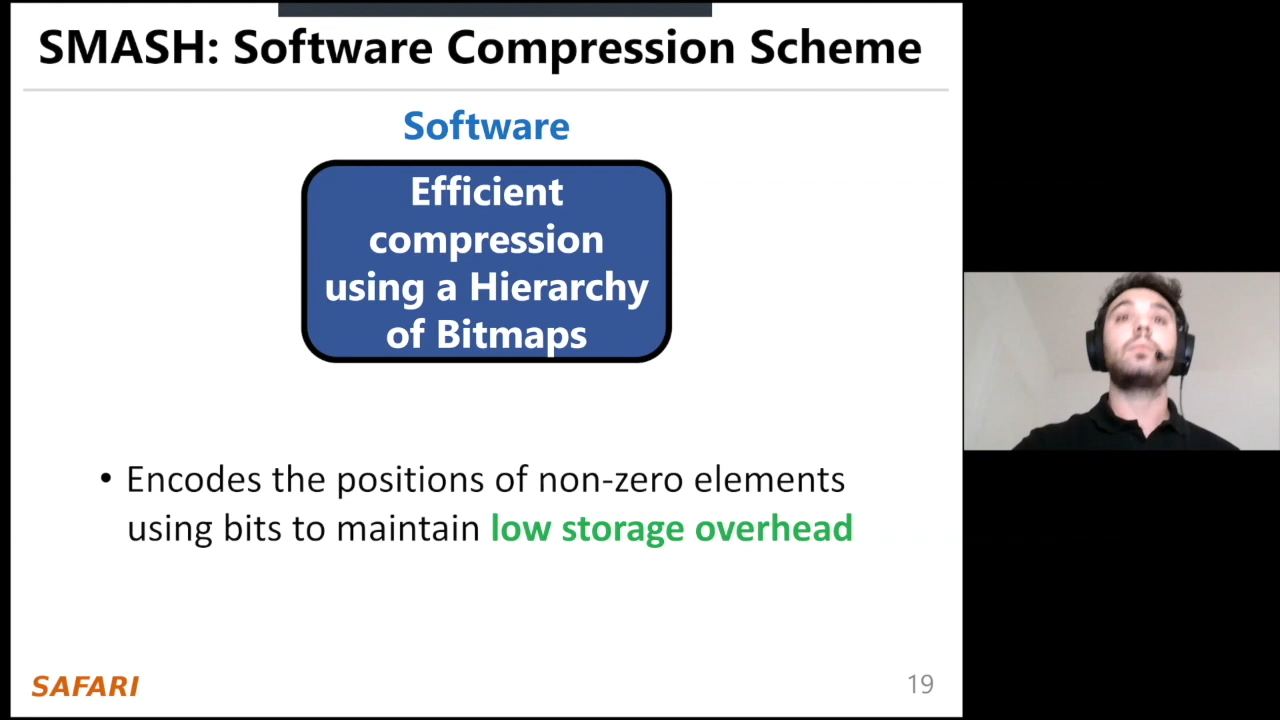 SMASH: Software Compression Scheme
Software
Efficient
compression
using a Hierarchy
of Bitmaps
• Encodes the positions of non-zero elements
using bits to maintain low storage overhead
SAFARI
19